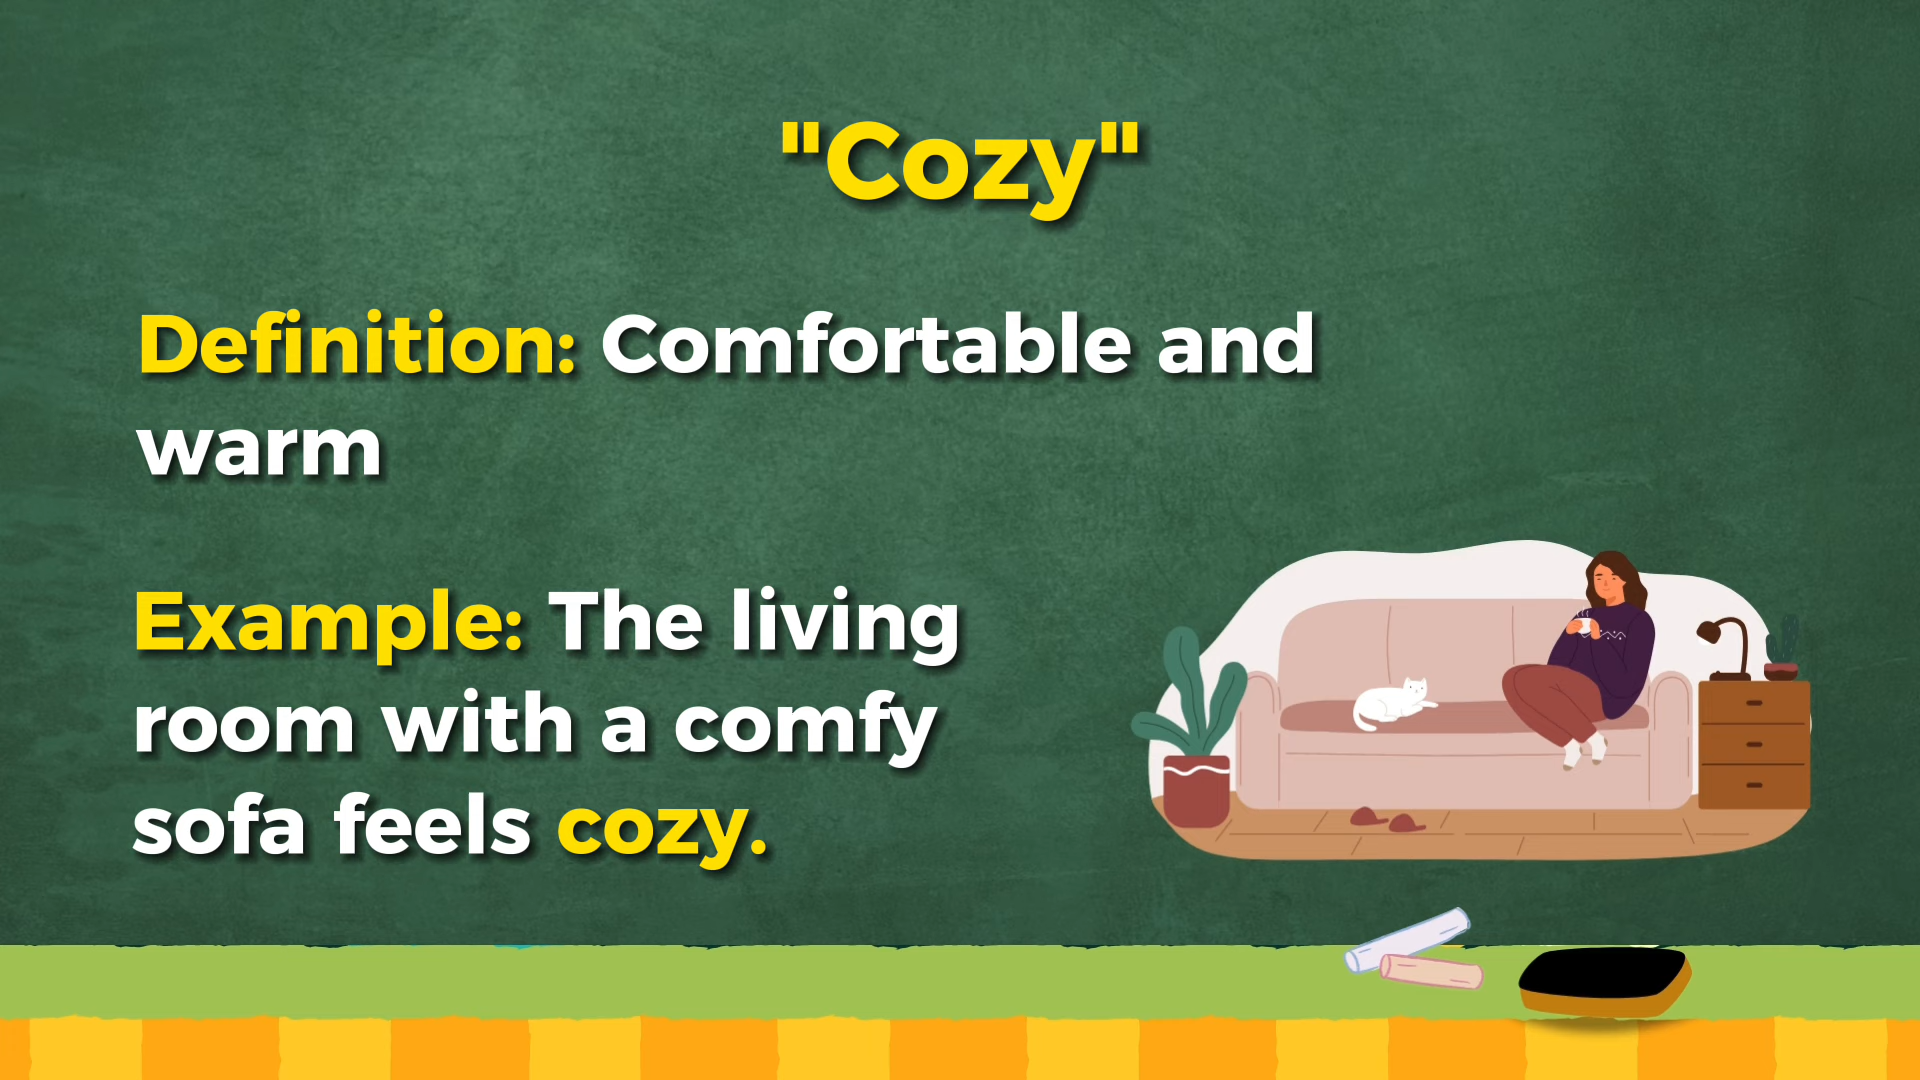 "Cozy"
Definition: Comfortable and
warm
Example: The living
room with a comfy
sofa feels cozy.